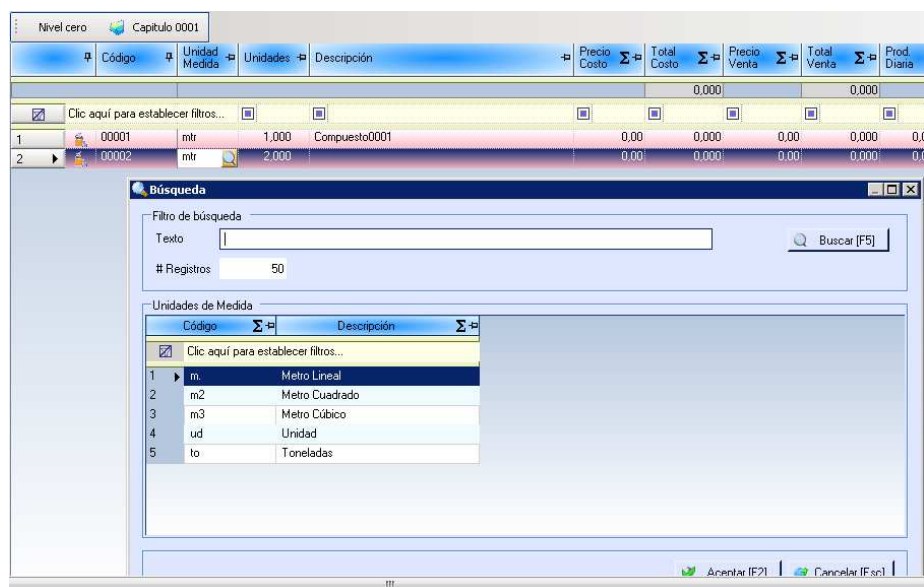 Nivel cero Capitulo 0001
Código Unidad Medida Unidades Descripción Precio Costo Σ Total Costo Σ Precio Venta Σ Total Venta Σ Prod. Diaria
0,000 0,000
Clic aquí para establecer filtros...
1 00001 mtr 1,000 Compuesto0001 0,00 0,000 0,00 0,000 0,0
2 00002 mtr 2,000 0,00 0,000 0,00 0,000 0,0
Búsqueda
Filtro de búsqueda
Texto Buscar [F5]
# Registros 50
Unidades de Medida
Código Σ Descripción Σ
Clic aquí para establecer filtros...
1 m. Metro Lineal
2 m2 Metro Cuadrado
3 m3 Metro Cúbico
4 ud Unidad
5 to Toneladas
Aceptar [F2] Cancelar [Esc]